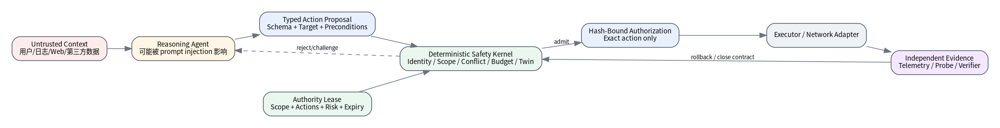 Untrusted Context
用户/日志/Web/第三方数据
Reasoning Agent
可能被 prompt injection 影响
Typed Action Proposal
Schema + Target + Preconditions
reject/challenge
Deterministic Safety Kernel
Identity / Scope / Conflict / Budget / Twin
Authority Lease
Scope + Actions + Risk + Expiry
admit
Hash-Bound Authorization
Exact action only
Executor / Network Adapter
rollback / close contract
Independent Evidence
Telemetry / Probe / Verifier